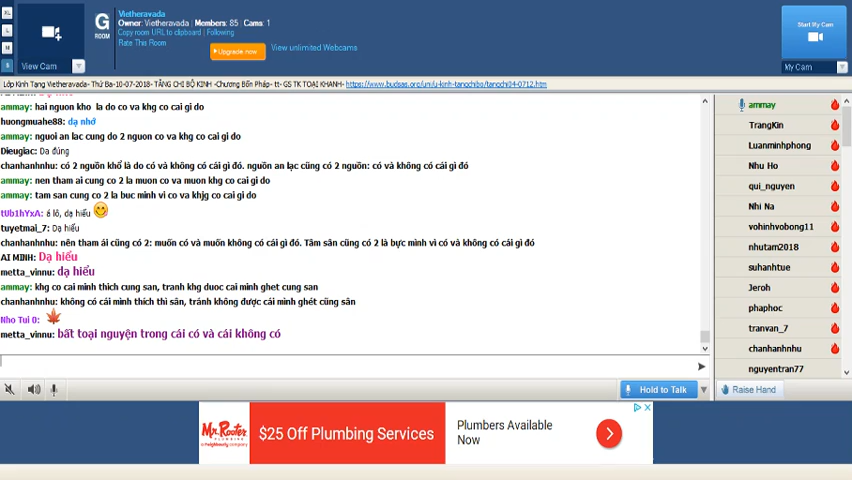 XL
L
M
S
View Cam
G
ROOM
Vietheravada
Owner: Vietheravada | Members: 85 | Cams: 1
Copy room URL to clipboard | Following
Rate This Room
Upgrade now
View unlimited Webcams
Start My Cam
My Cam
Lớp Kinh Tạng Vietheravada- Thứ Ba-10-07-2018- TĂNG CHI BỘ KINH -Chương Bốn Pháp- tt- GS TK TOẠI KHANH- https://www.budsas.org/uni/u-kinh-tangchibo/tangchi04-0712.htm
ammay: hai nguon kho la do co va khg co cai gi do
huongmuahe88: dạ nhớ
ammay: nguoi an lac cung do 2 nguon co va khg co cai gi do
Dieugiac: Da đúng
chanhanhnhu: có 2 nguồn khổ là do có và không có cái gì đó. nguồn an lạc cũng có 2 nguồn: có và không có cái gì đó
ammay: nen tham ai cung co 2 la muon co va muon khg co cai gi do
ammay: tam san cung co 2 la buc minh vi co va khjg co cai gi do
tUb1hYxA: á lô, dạ hiểu
tuyetmai_7: Dạ hiểu
chanhanhnhu: nên tham ái cũng có 2: muốn có và muốn không có cái gì đó. Tâm sân cũng có 2 là bực mình vì có và không có cái gì đó
AI MINH: Dạ hiểu
metta_vinnu: dạ hiểu
ammay: khg co cai minh thich cung san, tranh khg duoc cai minh ghet cung san
chanhanhnhu: không có cái mình thích thì sân, tránh không được cái mình ghét cũng sân
Nho Tui 0:
metta_vinnu: bất toại nguyện trong cái có và cái không có
Hold to Talk
ammay
TrangKin
Luanminhphong
Nhu Ho
qui_nguyen
Nhi Na
vohinhvobong11
nhutam2018
suhanhtue
Jeroh
phaphoc
tranvan_7
chanhanhnhu
nguyentran77
Raise Hand
Mr. Rooter
PLUMBING
$25 Off Plumbing Services
Plumbers Available
Now